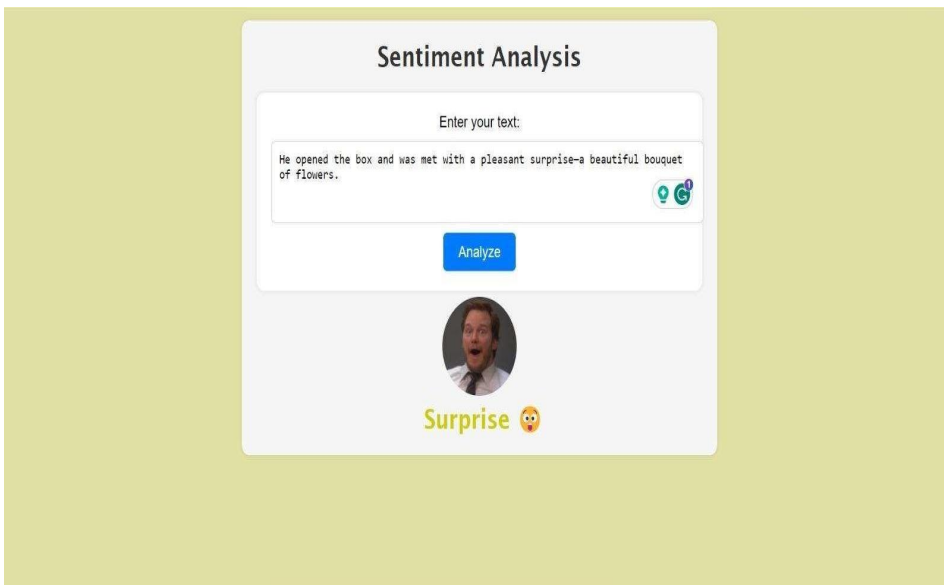 Sentiment Analysis
Enter your text:
He opened the box and was met with a pleasant surprise—a beautiful bouquet
of flowers.
1
Analyze
Surprise 😲